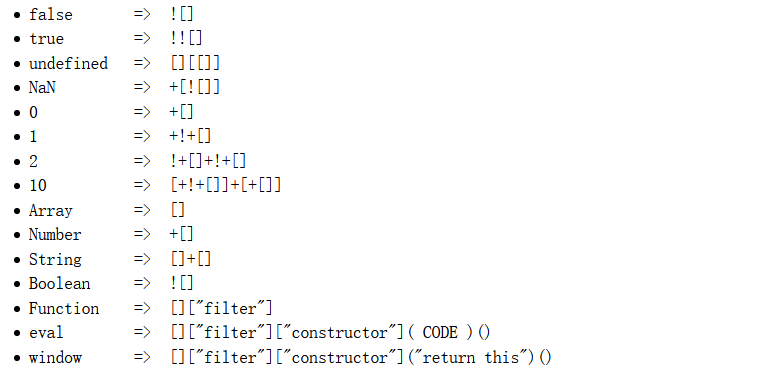 • false => ![]
• true => !![]
• undefined => [][[]]
• NaN => +[![]]
• 0 => +[]
• 1 => +!+[]
• 2 => !+[]+!+[]
• 10 => [+!+[]]+[+[]]
• Array => []
• Number => +[]
• String => []+[]
• Boolean => ![]
• Function => []["filter"]
• eval => []["filter"]["constructor"]( CODE )()
• window => []["filter"]["constructor"]("return this")()